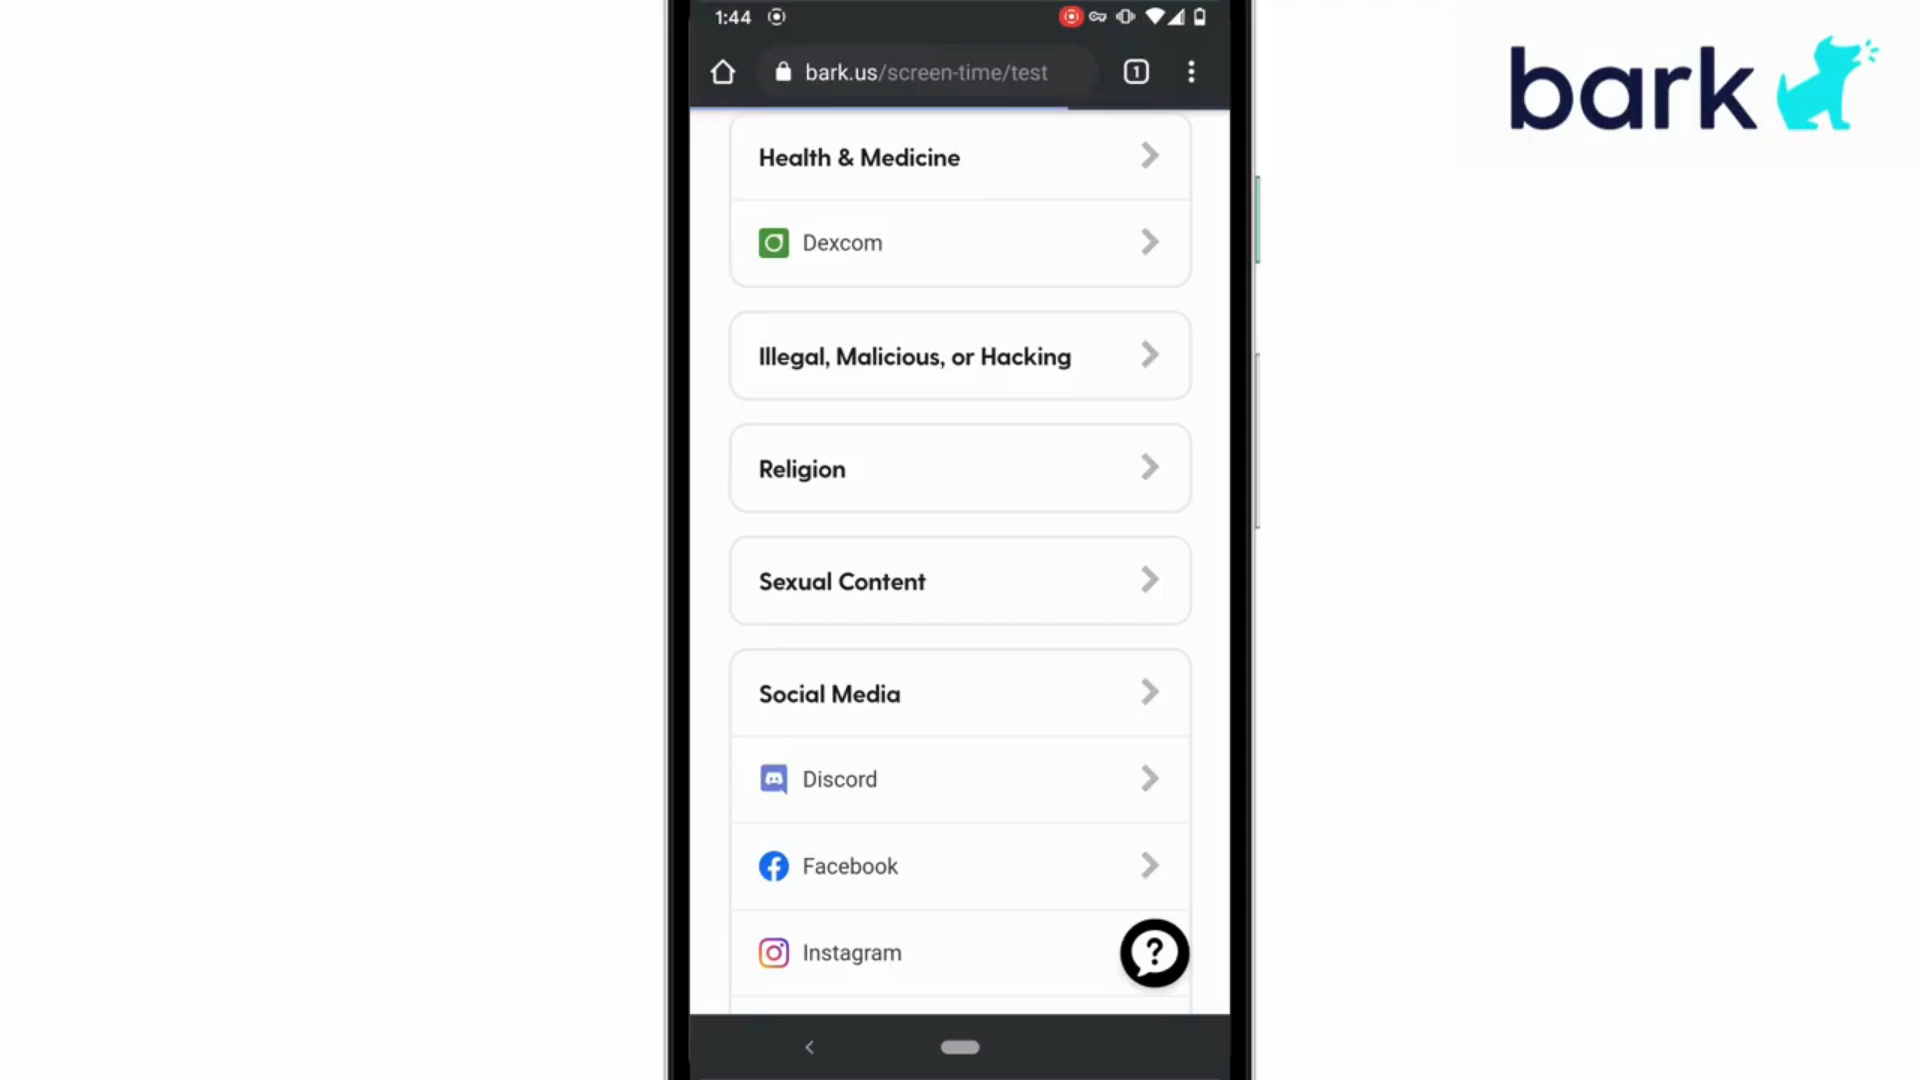 1:44
bark.us/screen-time/test
1
bark
Health & Medicine
Dexcom
Illegal, Malicious, or Hacking
Religion
Sexual Content
Social Media
Discord
Facebook
Instagram
?